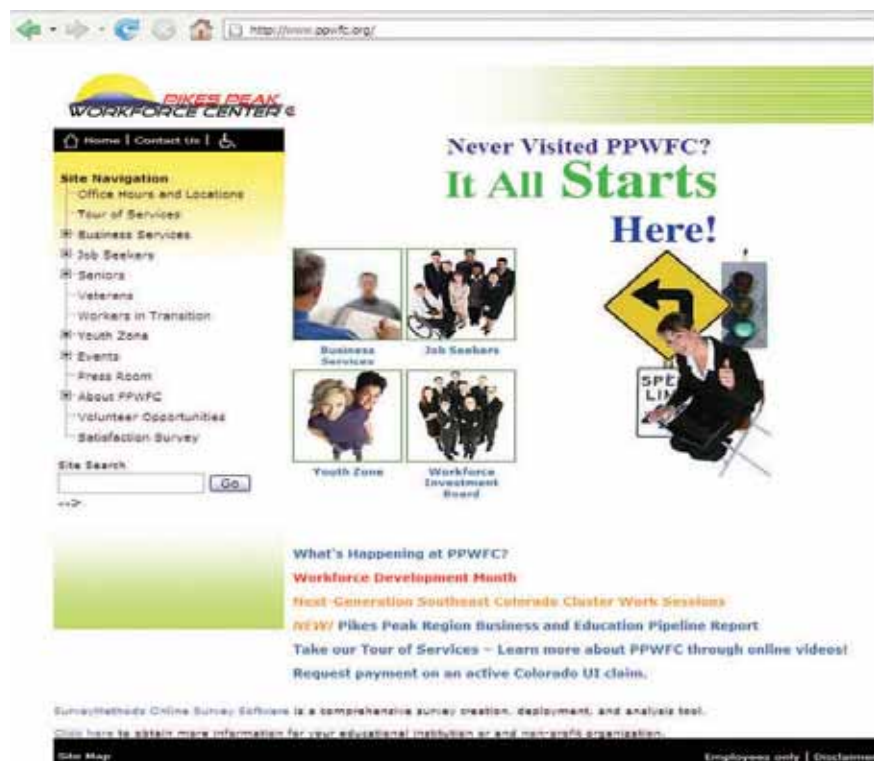 http://www.ppwfc.org/
PIKES PEAK
WORKFORCE CENTER
Home | Contact Us |
Never Visited PPWFC?
It All Starts
Here!
Site Navigation
Office Hours and Locations
Tour of Services
Business Services
Job Seekers
Seniors
Veterans
Workers in Transition
Youth Zone
Events
Press Room
About PPWFC
Volunteer Opportunities
Satisfaction Survey
Site Search
Go
-->
Business
Services
Job Seekers
Youth Zone
Workforce
Investment
Board
SPE
LIM
What's Happening at PPWFC?
Workforce Development Month
Next-Generation Southeast Colorado Cluster Work Sessions
NEW! Pikes Peak Region Business and Education Pipeline Report
Take our Tour of Services – Learn more about PPWFC through online videos!
Request payment on an active Colorado UI claim.
SurveyMethods Online Survey Software is a comprehensive survey creation, deployment, and analysis tool.
Click here to obtain more information for your educational institution or and non-profit organization.
Site Map
Employees only | Disclaimer